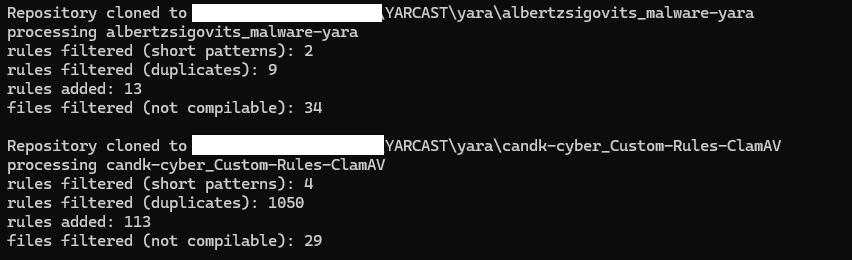 Repository cloned to \YARCAST\yara\albertzsigovits_malware-yara
processing albertzsigovits_malware-yara
rules filtered (short patterns): 2
rules filtered (duplicates): 9
rules added: 13
files filtered (not compilable): 34
Repository cloned to YARCAST\yara\candk-cyber_Custom-Rules-ClamAV
processing candk-cyber_Custom-Rules-ClamAV
rules filtered (short patterns): 4
rules filtered (duplicates): 1050
rules added: 113
files filtered (not compilable): 29